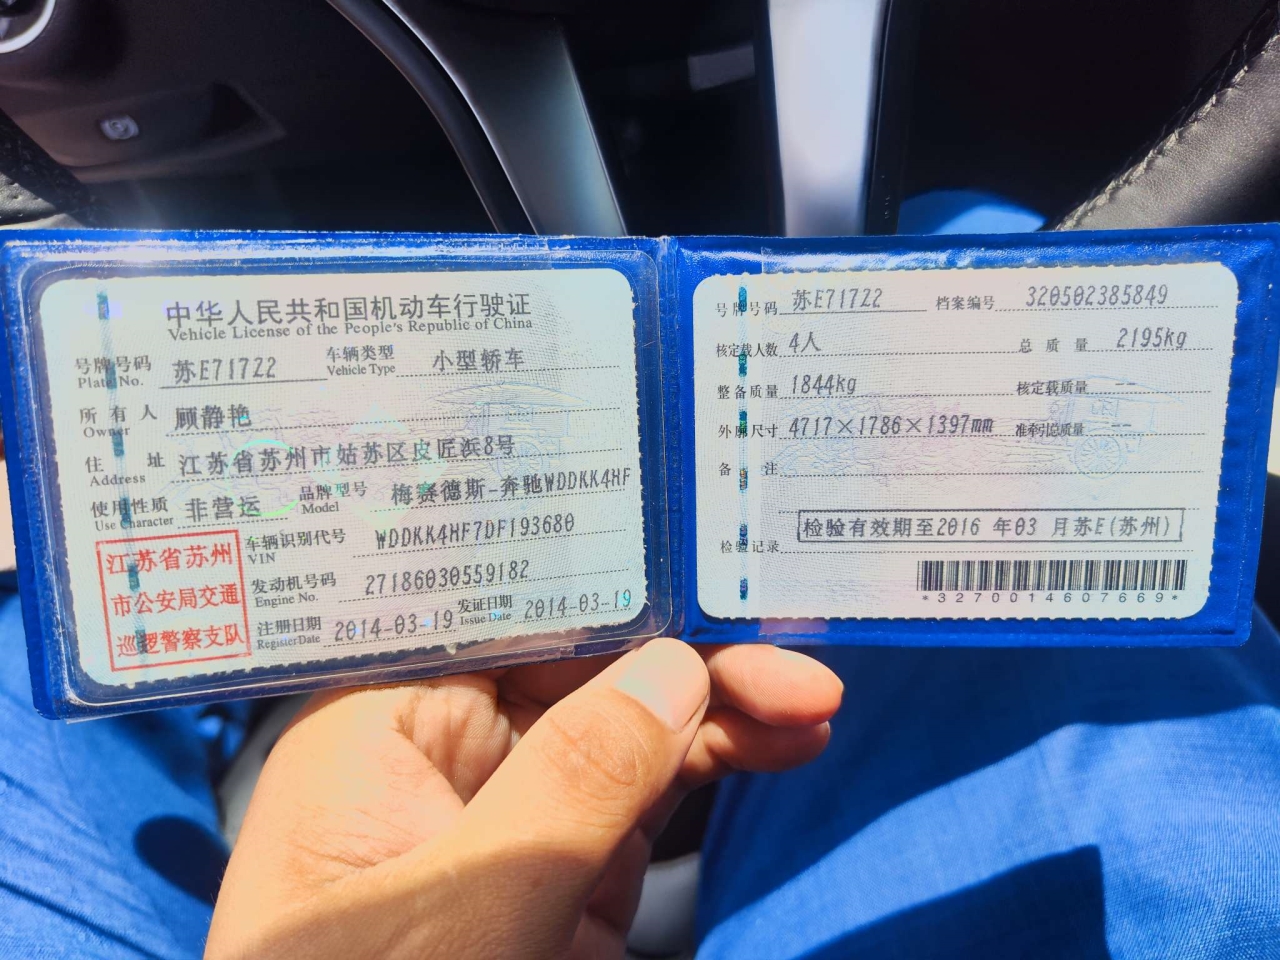 中华人民共和国机动车行驶证
Vehicle License of the People's Republic of China
号牌号码 苏E717Z2 车辆类型 小型轿车
Plate No. Vehicle Type
所有人 顾静艳
Owner
住址 江苏省苏州市姑苏区皮匠浜8号
Address
使用性质 非营运 品牌型号 梅赛德斯-奔驰WDDKK4HF
Use Character Model
车辆识别代号 WDDKK4HF7DF193680
VIN
发动机号码 27186030559182
Engine No.
注册日期 2014-03-19 发证日期 2014-03-19
Register Date Issue Date
江苏省苏州
市公安局交通
巡逻警察支队
号牌号码 苏E717Z2 档案编号 320502385849
核定载人数 4人 总质量 2195kg
整备质量 1844kg 核定载质量 --
外廓尺寸 4717×1786×1397mm 准牵引总质量 --
备注
检验有效期至2016 年03 月苏E(苏州)
检验记录
*3270014607669*